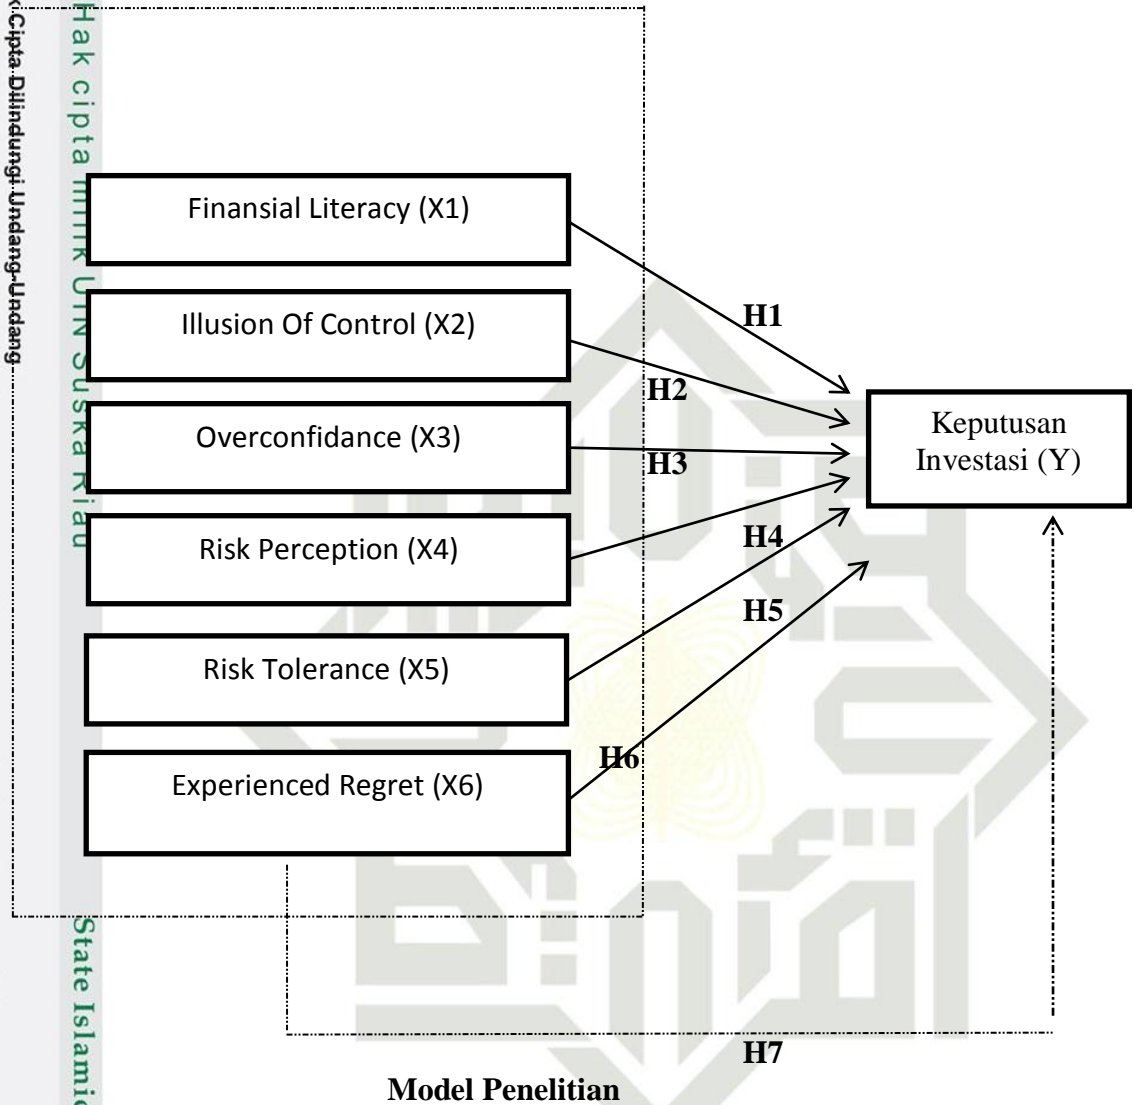 Cipta Dilindungi Undang-Undang
Hak cipta milik UIN Suska Riau
State Islamic
Finansial Literacy (X1)
Illusion Of Control (X2)
Overconfidance (X3)
Risk Perception (X4)
Risk Tolerance (X5)
Experienced Regret (X6)
H1
H2
H3
H4
H5
H6
Keputusan
Investasi (Y)
H7
Model Penelitian